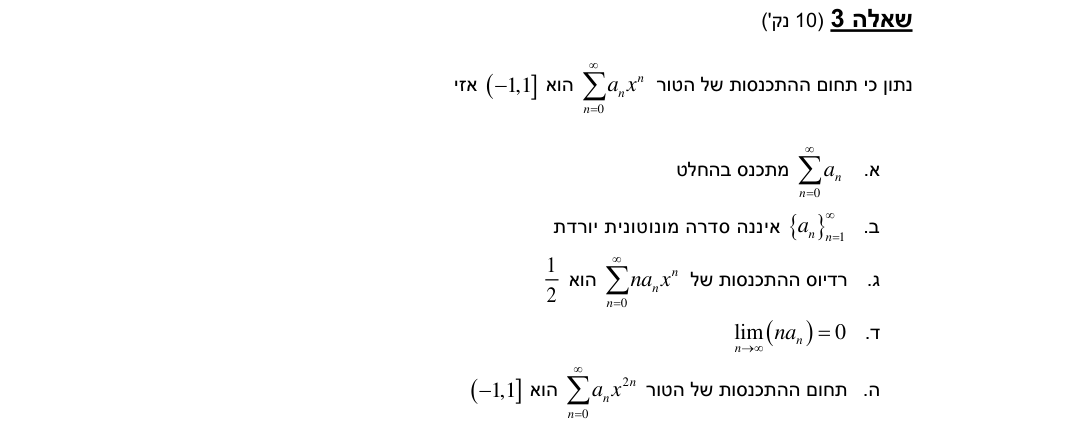 שאלה 3 (10 נק')
נתון כי תחום ההתכנסות של הטור $\sum_{n=0}^{\infty} a_n x^n$ הוא $(-1,1]$ אזי
א. $\sum_{n=0}^{\infty} a_n$ מתכנס בהחלט
ב. $\{a_n\}_{n=1}^{\infty}$ איננה סדרה מונוטונית יורדת
ג. רדיוס ההתכנסות של $\sum_{n=0}^{\infty} n a_n x^n$ הוא $\frac{1}{2}$
ד. $\lim_{n \to \infty} (n a_n) = 0$
ה. תחום ההתכנסות של הטור $\sum_{n=0}^{\infty} a_n x^{2n}$ הוא $(-1,1]$